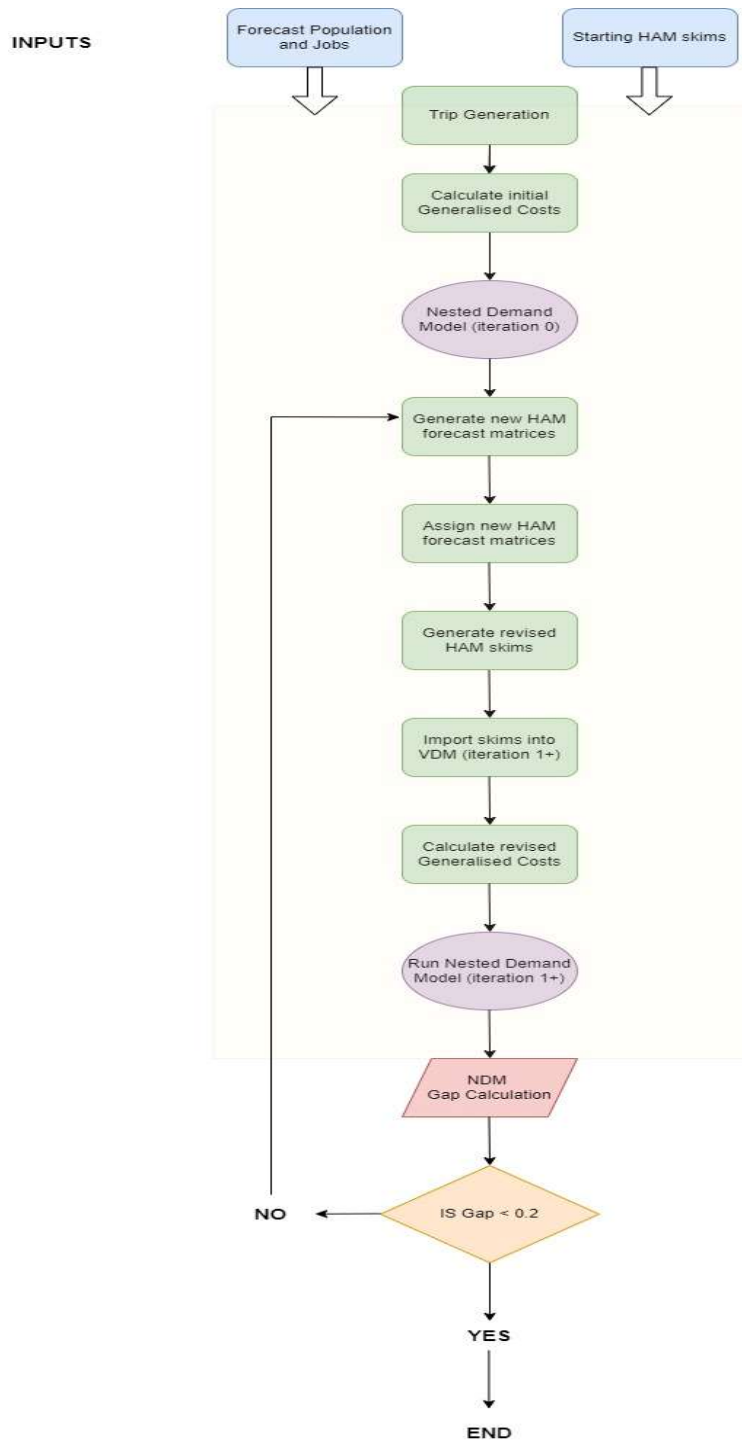 INPUTS
Forecast Population
and Jobs
Starting HAM skims
Trip Generation
Calculate initial
Generalised Costs
Nested Demand
Model (iteration 0)
Generate new HAM
forecast matrices
Assign new HAM
forecast matrices
Generate revised
HAM skims
Import skims into
VDM (iteration 1+)
Calculate revised
Generalised Costs
Run Nested Demand
Model (iteration 1+)
NDM
Gap Calculation
IS Gap < 0.2
NO
YES
END